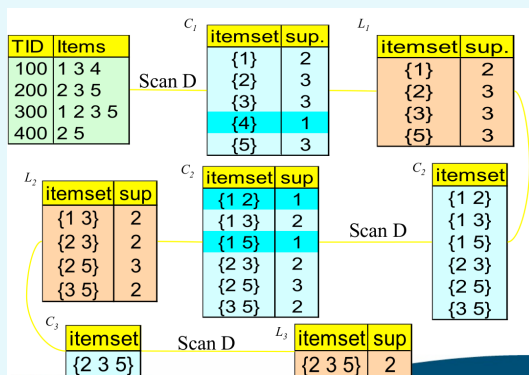 TID Items
100 1 3 4
200 2 3 5
300 1 2 3 5
400 2 5
Scan D
C1
itemset sup.
{1} 2
{2} 3
{3} 3
{4} 1
{5} 3
L1
itemset sup.
{1} 2
{2} 3
{3} 3
{5} 3
C2
itemset
{1 2}
{1 3}
{1 5}
{2 3}
{2 5}
{3 5}
Scan D
C2
itemset sup
{1 2} 1
{1 3} 2
{1 5} 1
{2 3} 2
{2 5} 3
{3 5} 2
L2
itemset sup
{1 3} 2
{2 3} 2
{2 5} 3
{3 5} 2
C3
itemset
{2 3 5}
Scan D
L3
itemset sup
{2 3 5} 2